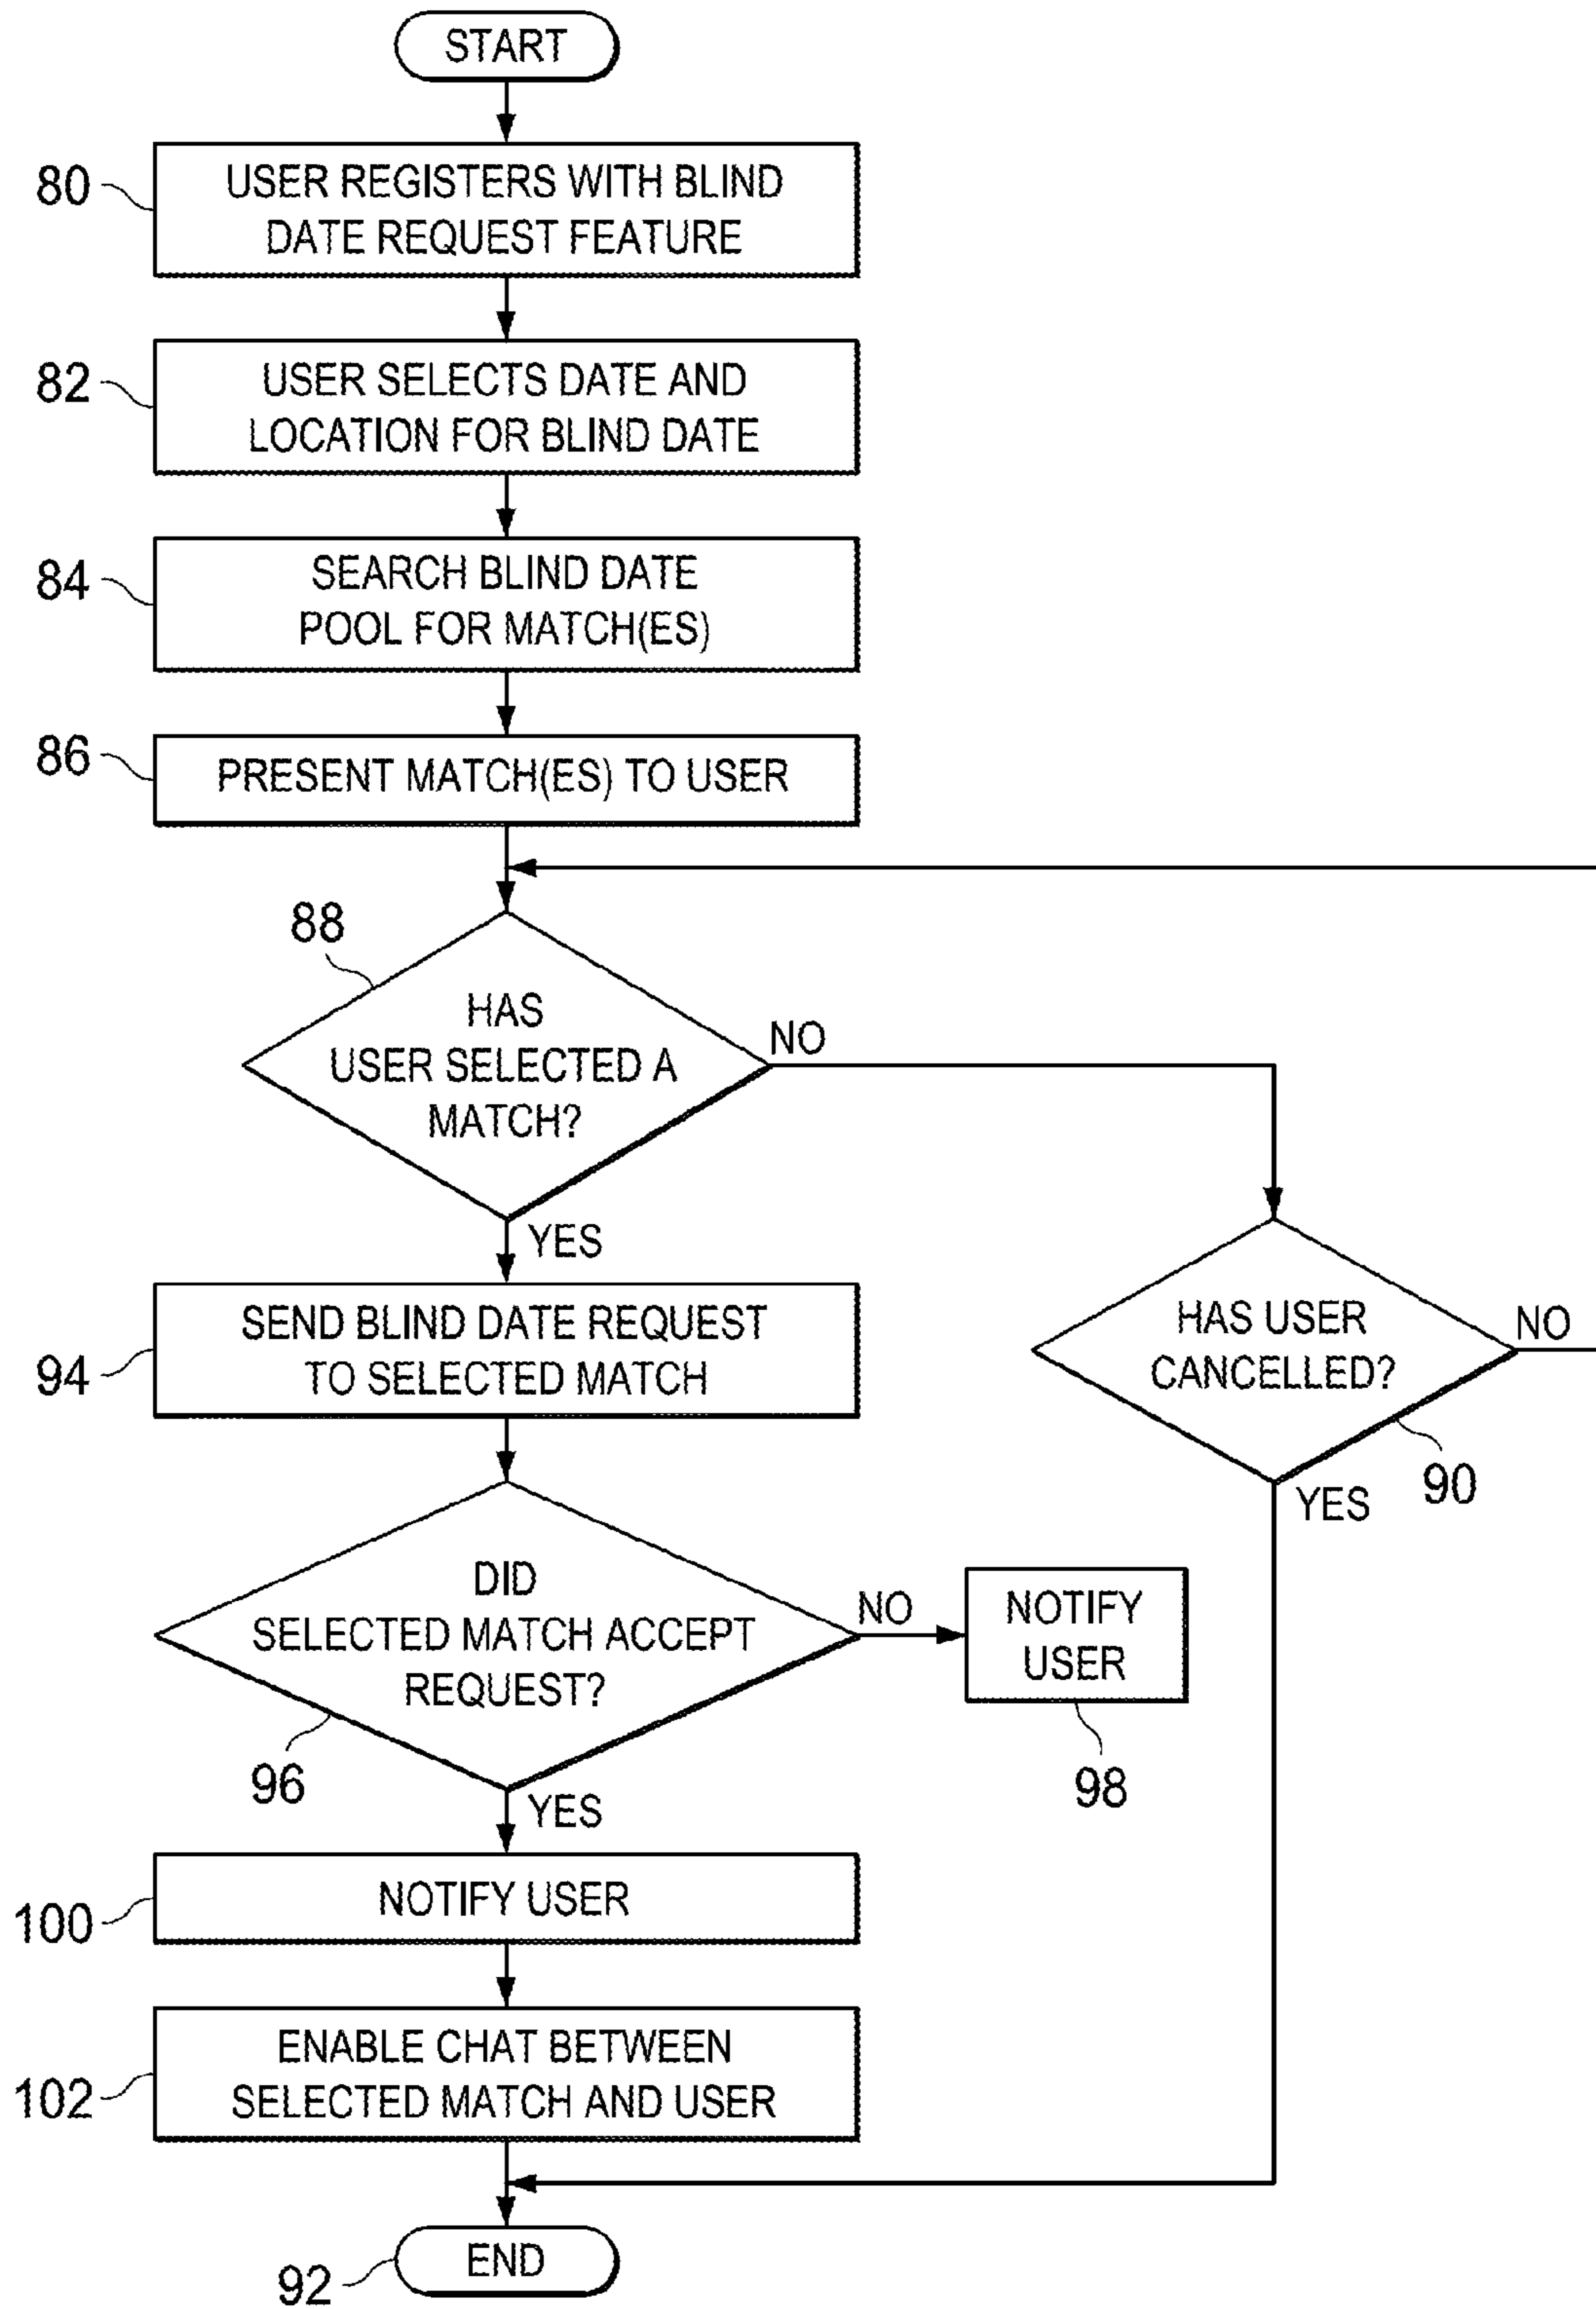 START
80
USER REGISTERS WITH BLIND
DATE REQUEST FEATURE
82
USER SELECTS DATE AND
LOCATION FOR BLIND DATE
84
SEARCH BLIND DATE
POOL FOR MATCH(ES)
86
PRESENT MATCH(ES) TO USER
88
HAS
USER SELECTED A
MATCH?
NO
YES
HAS USER
CANCELLED?
NO
90
YES
94
SEND BLIND DATE REQUEST
TO SELECTED MATCH
DID
SELECTED MATCH ACCEPT
REQUEST?
96
NO
NOTIFY
USER
98
YES
100
NOTIFY USER
102
ENABLE CHAT BETWEEN
SELECTED MATCH AND USER
END
92